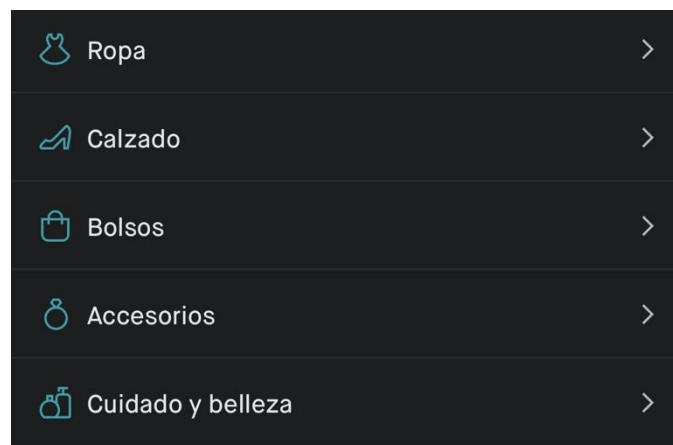 Ropa
Calzado
Bolsos
Accesorios
Cuidado y belleza